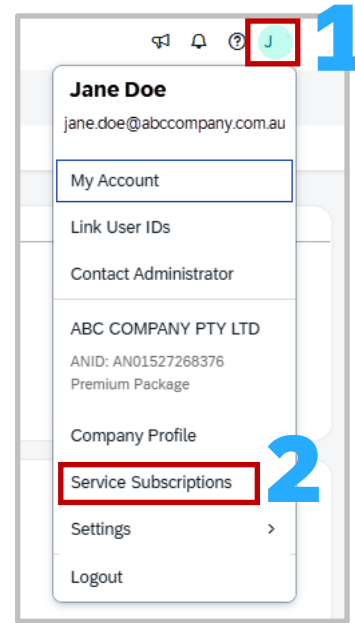 J
1
Jane Doe
jane.doe@abccompany.com.au
My Account
Link User IDs
Contact Administrator
ABC COMPANY PTY LTD
ANID: AN01527268376
Premium Package
Company Profile
2
Service Subscriptions
Settings >
Logout